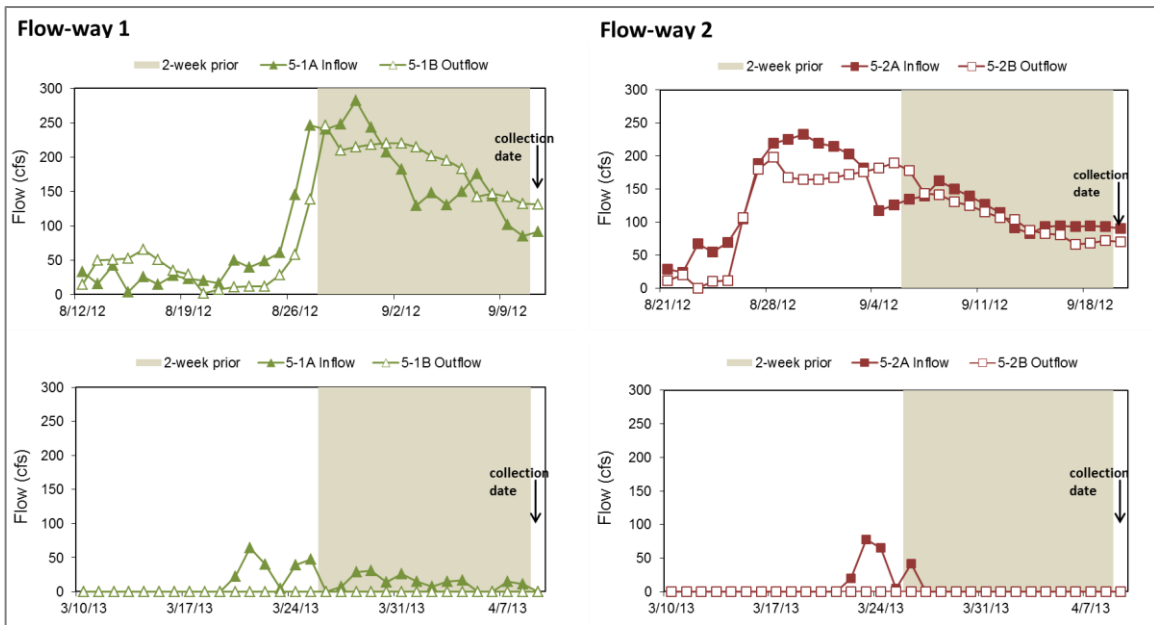 Flow-way 1
2-week prior 5-1A Inflow 5-1B Outflow
300
250
200
150
100
50
0
Flow (cfs)
collection
date
8/12/12 8/19/12 8/26/12 9/2/12 9/9/12
Flow-way 2
2-week prior 5-2A Inflow 5-2B Outflow
300
250
200
150
100
50
0
Flow (cfs)
collection
date
8/21/12 8/28/12 9/4/12 9/11/12 9/18/12
2-week prior 5-1A Inflow 5-1B Outflow
300
250
200
150
100
50
0
Flow (cfs)
collection
date
3/10/13 3/17/13 3/24/13 3/31/13 4/7/13
2-week prior 5-2A Inflow 5-2B Outflow
300
250
200
150
100
50
0
Flow (cfs)
collection
date
3/10/13 3/17/13 3/24/13 3/31/13 4/7/13